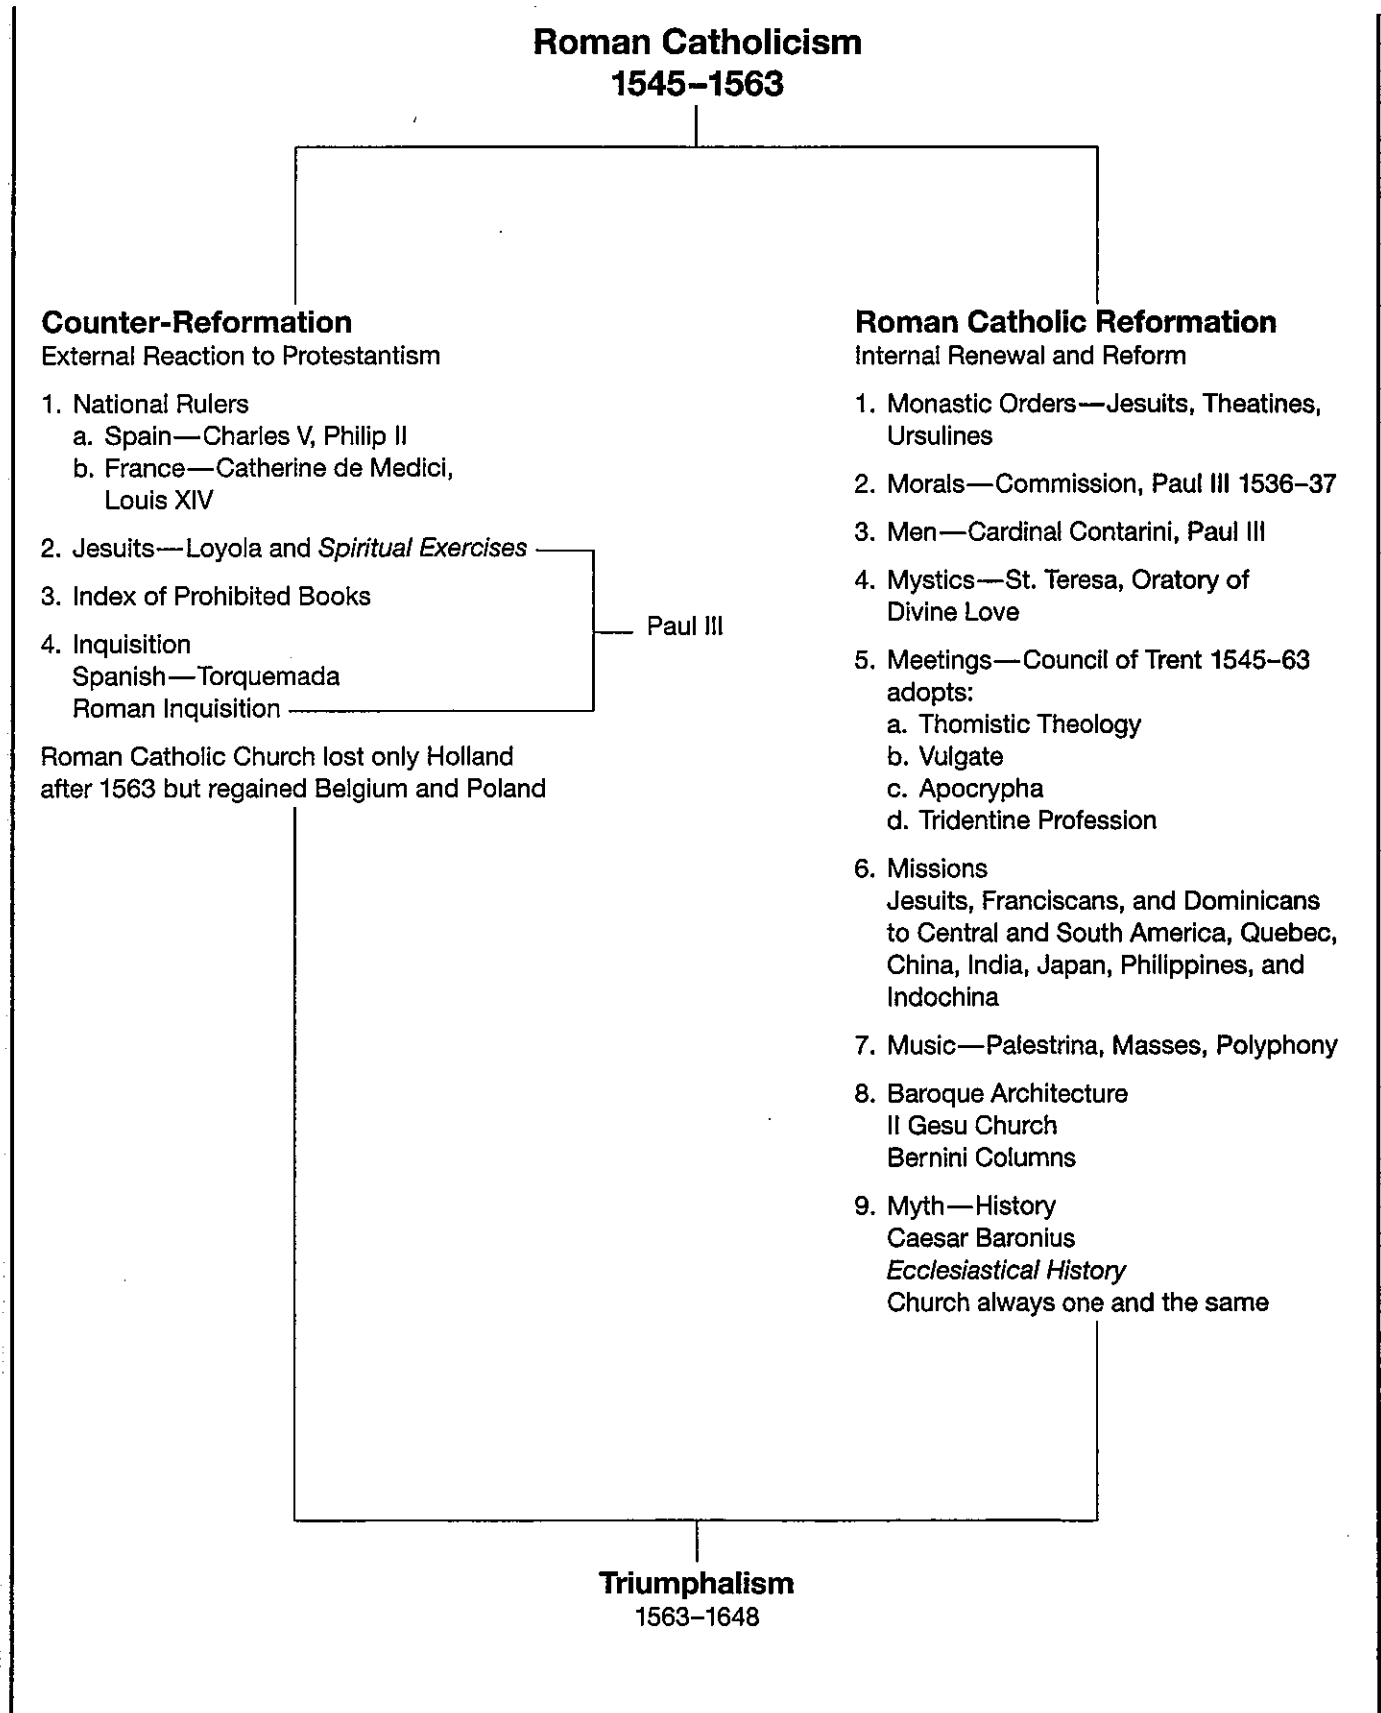 Roman Catholicism
1545–1563
Counter-Reformation
External Reaction to Protestantism
1. National Rulers
a. Spain—Charles V, Philip II
b. France—Catherine de Medici,
Louis XIV
2. Jesuits—Loyola and Spiritual Exercises
3. Index of Prohibited Books
4. Inquisition
Spanish—Torquemada
Roman Inquisition
Paul III
Roman Catholic Church lost only Holland
after 1563 but regained Belgium and Poland
Roman Catholic Reformation
Internal Renewal and Reform
1. Monastic Orders—Jesuits, Theatines,
Ursulines
2. Morals—Commission, Paul III 1536–37
3. Men—Cardinal Contarini, Paul III
4. Mystics—St. Teresa, Oratory of
Divine Love
5. Meetings—Council of Trent 1545–63
adopts:
a. Thomistic Theology
b. Vulgate
c. Apocrypha
d. Tridentine Profession
6. Missions
Jesuits, Franciscans, and Dominicans
to Central and South America, Quebec,
China, India, Japan, Philippines, and
Indochina
7. Music—Palestrina, Masses, Polyphony
8. Baroque Architecture
Il Gesu Church
Bernini Columns
9. Myth—History
Caesar Baronius
Ecclesiastical History
Church always one and the same
Triumphalism
1563–1648